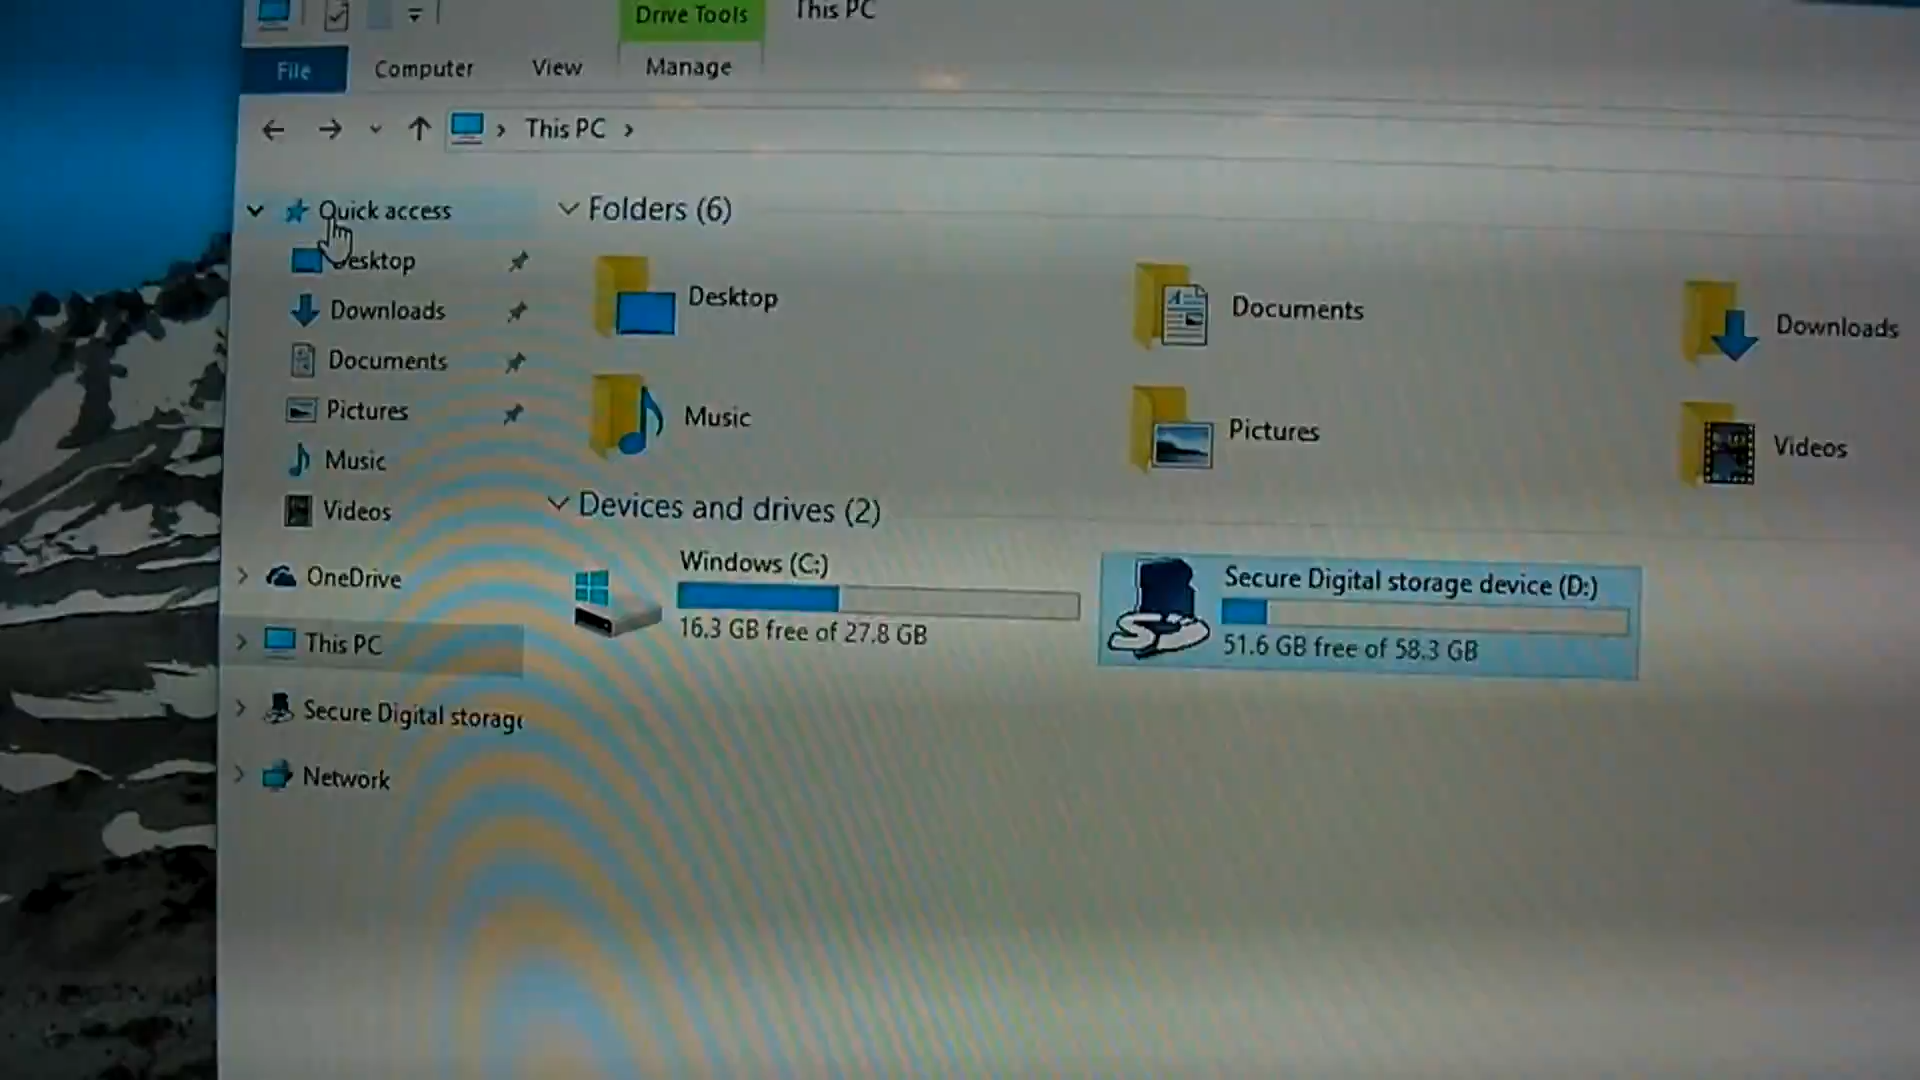 Drive Tools
This PC
File
Computer
View
Manage
This PC
Quick access
Desktop
Downloads
Documents
Pictures
Music
Videos
OneDrive
This PC
Secure Digital storage
Network
Folders (6)
Desktop
Documents
Downloads
Music
Pictures
Videos
Devices and drives (2)
Windows (C:)
16.3 GB free of 27.8 GB
Secure Digital storage device (D:)
51.6 GB free of 58.3 GB